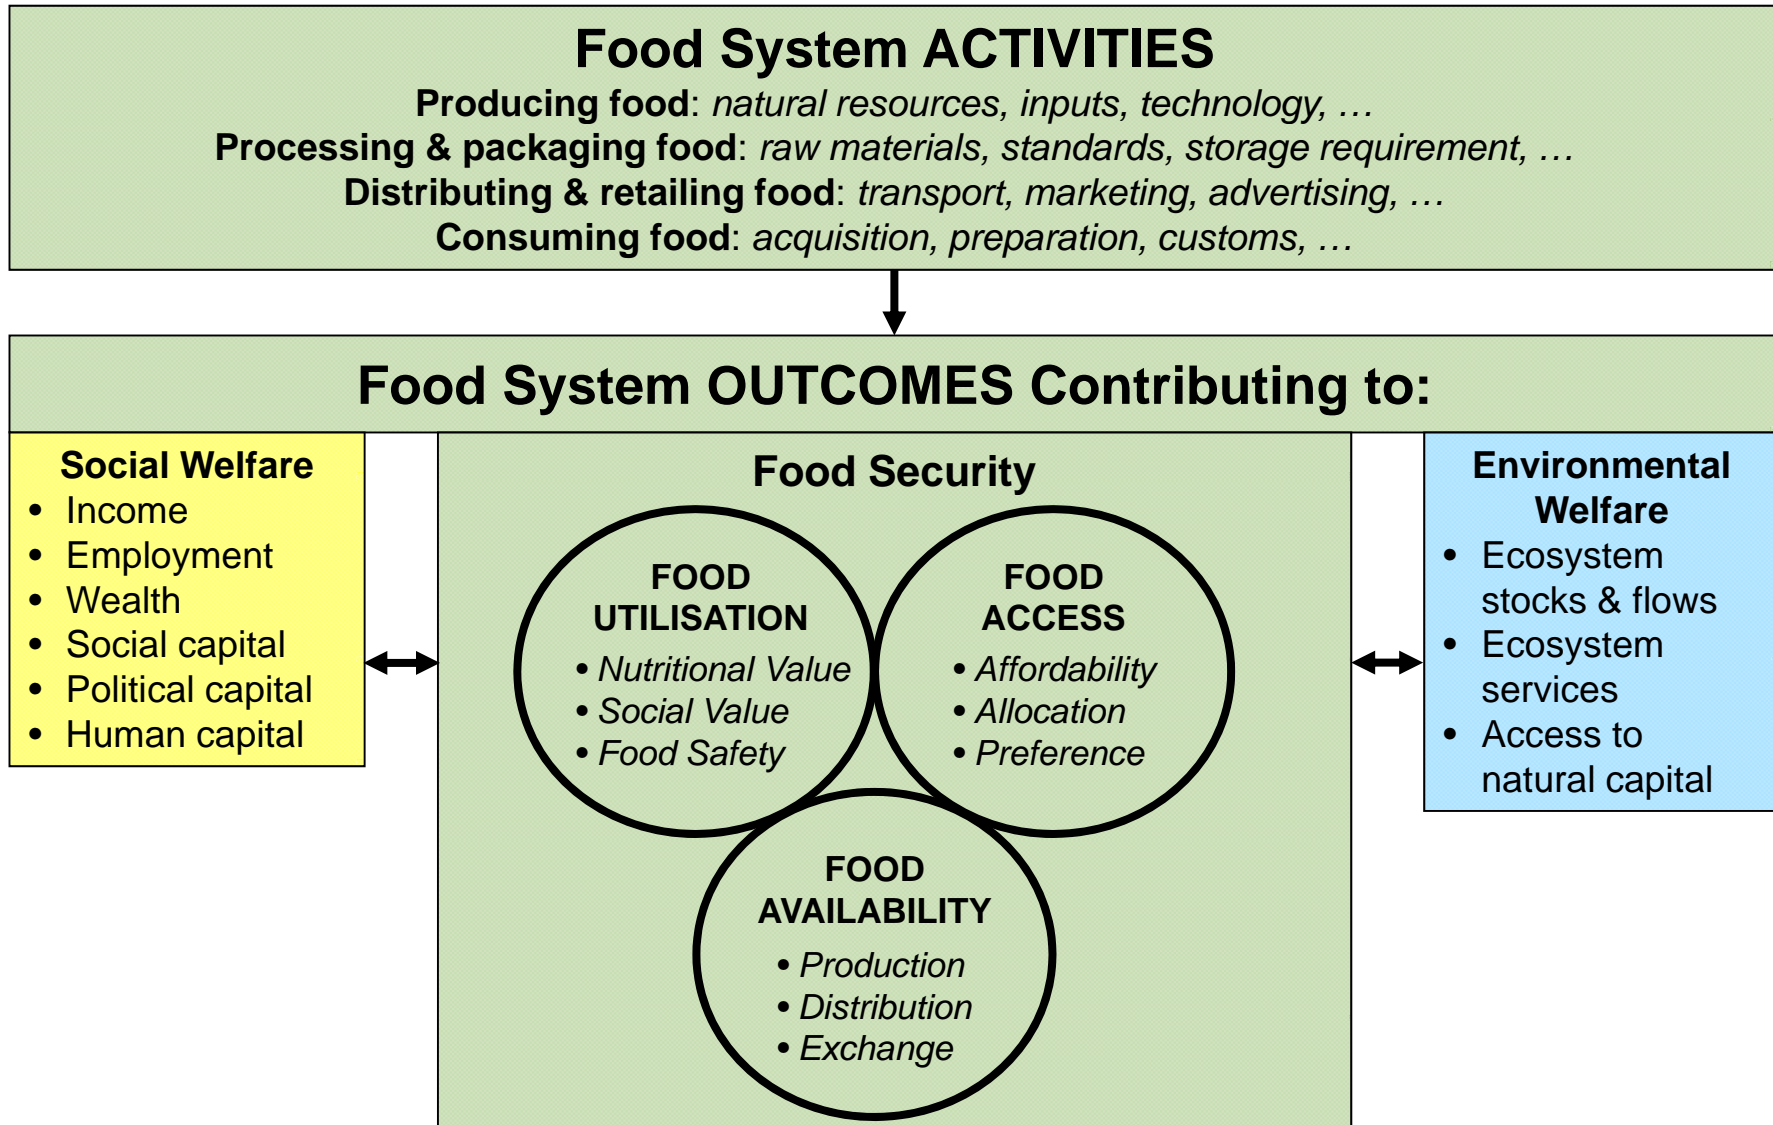 Food System ACTIVITIES
Producing food: natural resources, inputs, technology, …
Processing & packaging food: raw materials, standards, storage requirement, …
Distributing & retailing food: transport, marketing, advertising, …
Consuming food: acquisition, preparation, customs, …
Food System OUTCOMES Contributing to:
Social Welfare
• Income
• Employment
• Wealth
• Social capital
• Political capital
• Human capital
Food Security
FOOD
UTILISATION
• Nutritional Value
• Social Value
• Food Safety
FOOD
ACCESS
• Affordability
• Allocation
• Preference
FOOD
AVAILABILITY
• Production
• Distribution
• Exchange
Environmental
Welfare
• Ecosystem
stocks & flows
• Ecosystem
services
• Access to
natural capital